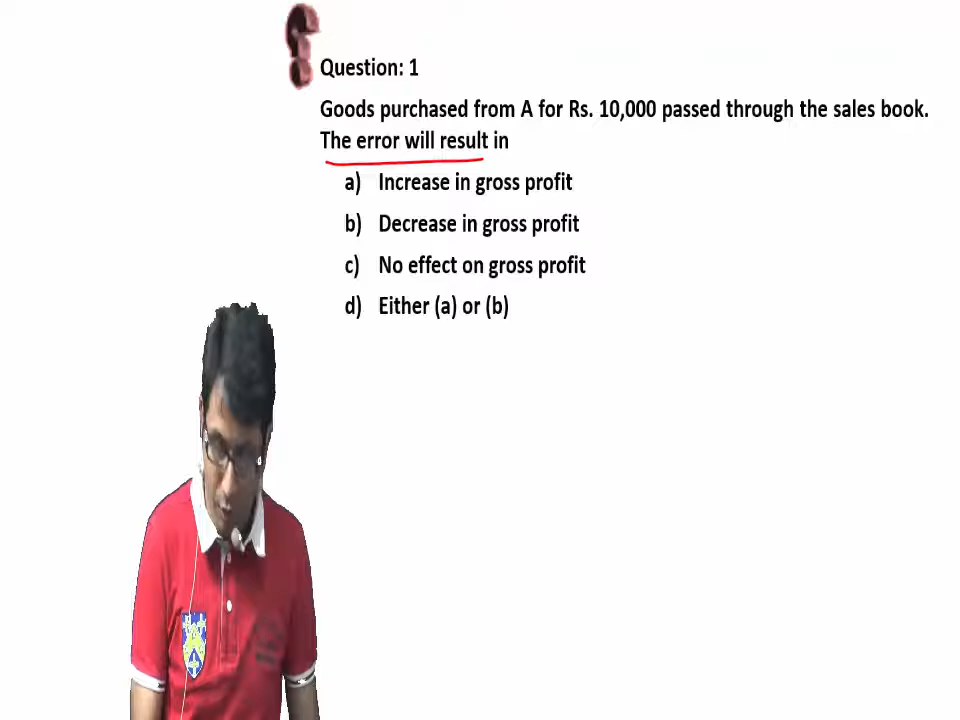 Question: 1
Goods purchased from A for Rs. 10,000 passed through the sales book.
The error will result in
a) Increase in gross profit
b) Decrease in gross profit
c) No effect on gross profit
d) Either (a) or (b)